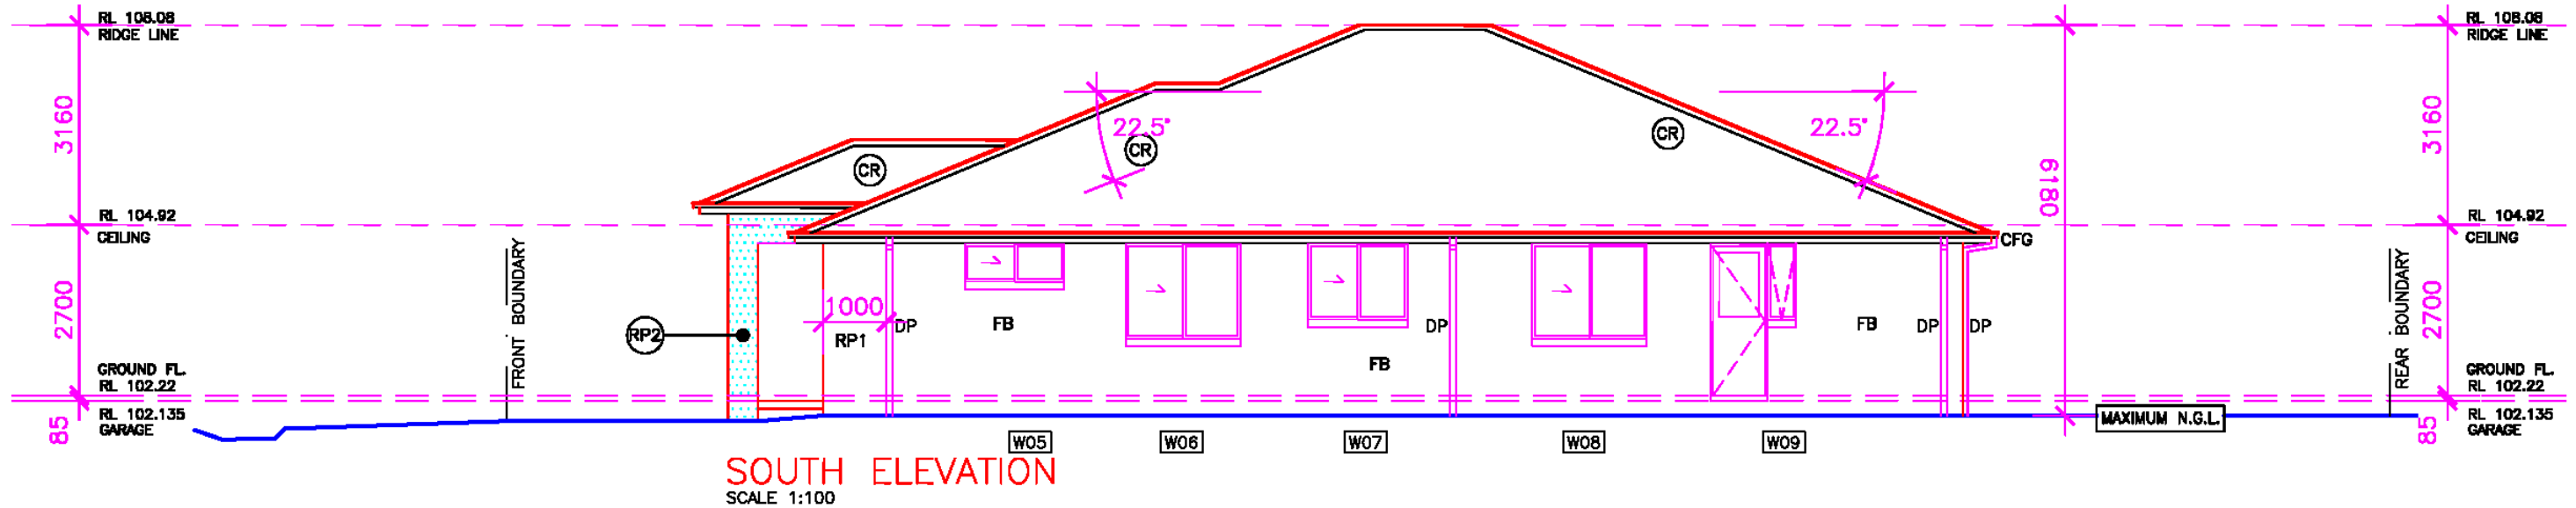 RL 108.08
RIDGE LINE
3160
RL 104.92
CEILING
2700
GROUND FL.
RL 102.22
RL 102.135
GARAGE
85
FRONT BOUNDARY
RP2
CR
22.5°
CR
CR
22.5°
1000
RP1
DP
FB
FB
DP
FB
DP
DP
CFG
W05
W06
W07
W08
W09
SOUTH ELEVATION
SCALE 1:100
6180
MAXIMUM N.G.L.
REAR BOUNDARY
RL 108.08
RIDGE LINE
3160
RL 104.92
CEILING
2700
GROUND FL.
RL 102.22
RL 102.135
GARAGE
85